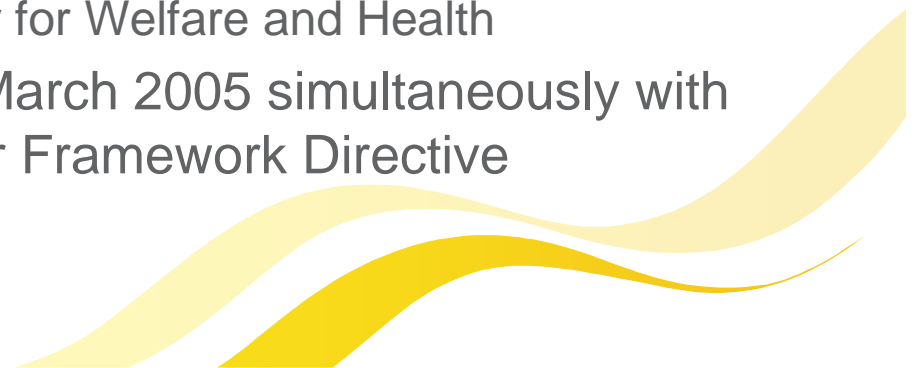 for Welfare and Health
March 2005 simultaneously with
Framework Directive